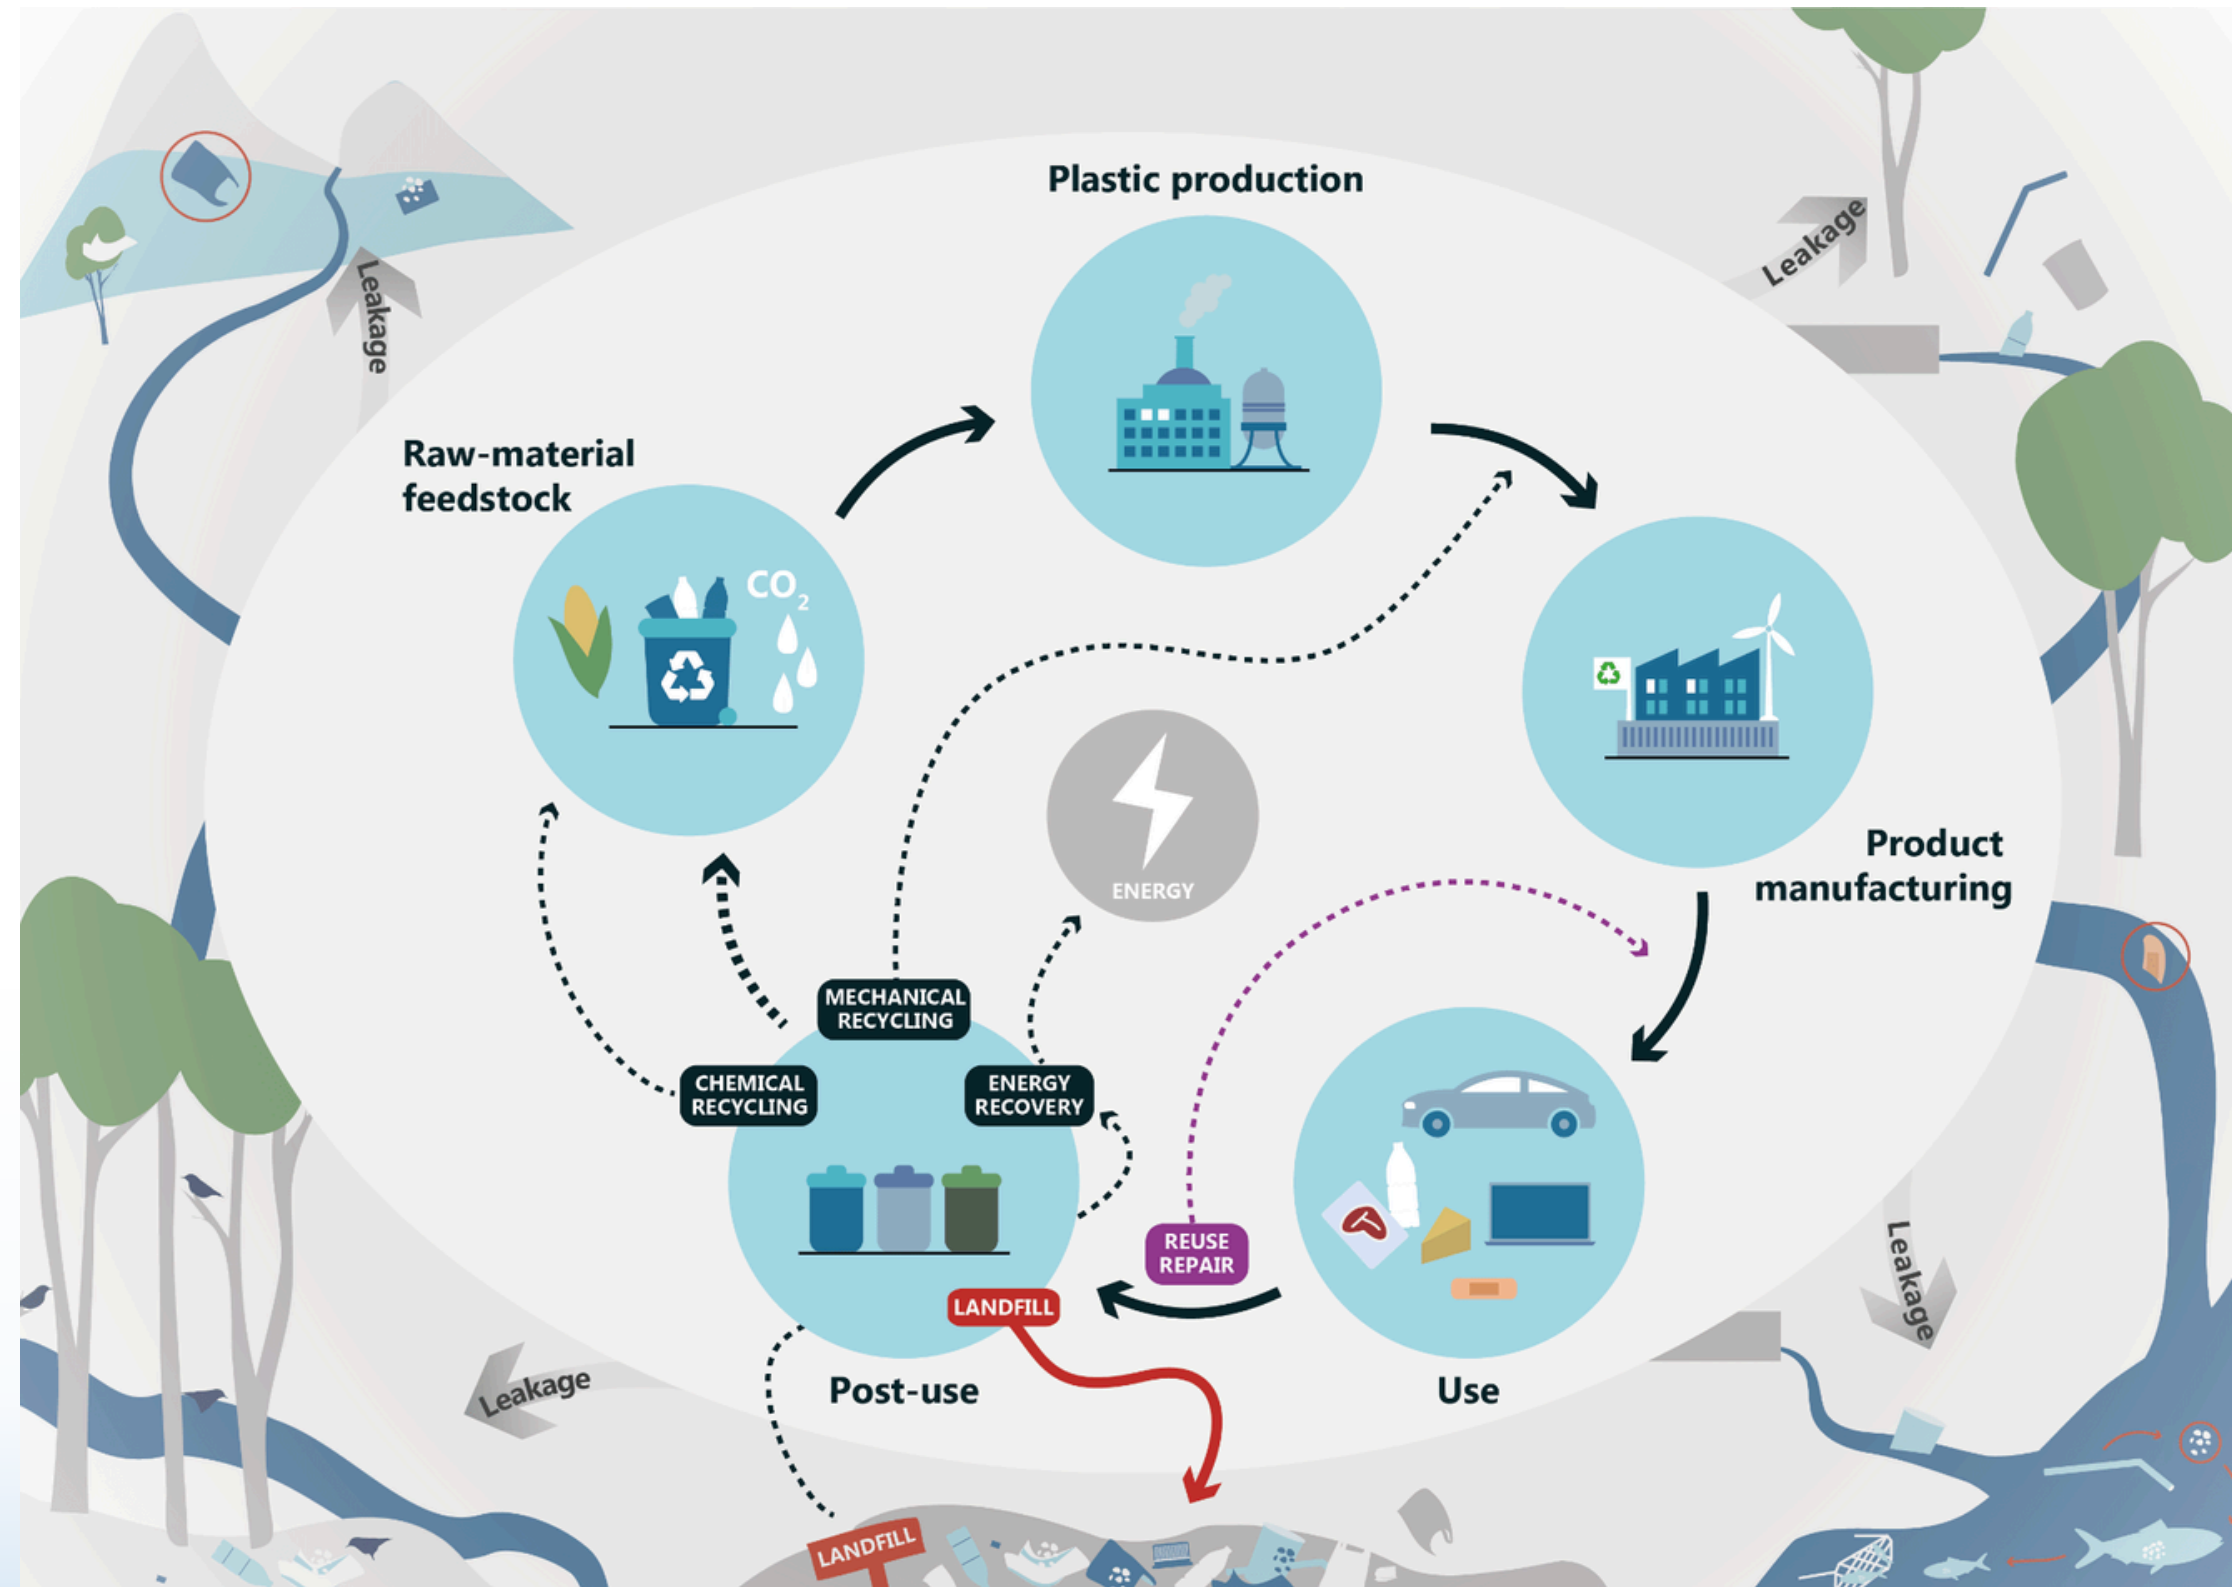 Plastic production
Leakage
Leakage
Raw-material
feedstock
CO2
ENERGY
Product
manufacturing
MECHANICAL
RECYCLING
CHEMICAL
RECYCLING
ENERGY
RECOVERY
REUSE
REPAIR
LANDFILL
Leakage
Post-use
Use
Leakage
LANDFILL